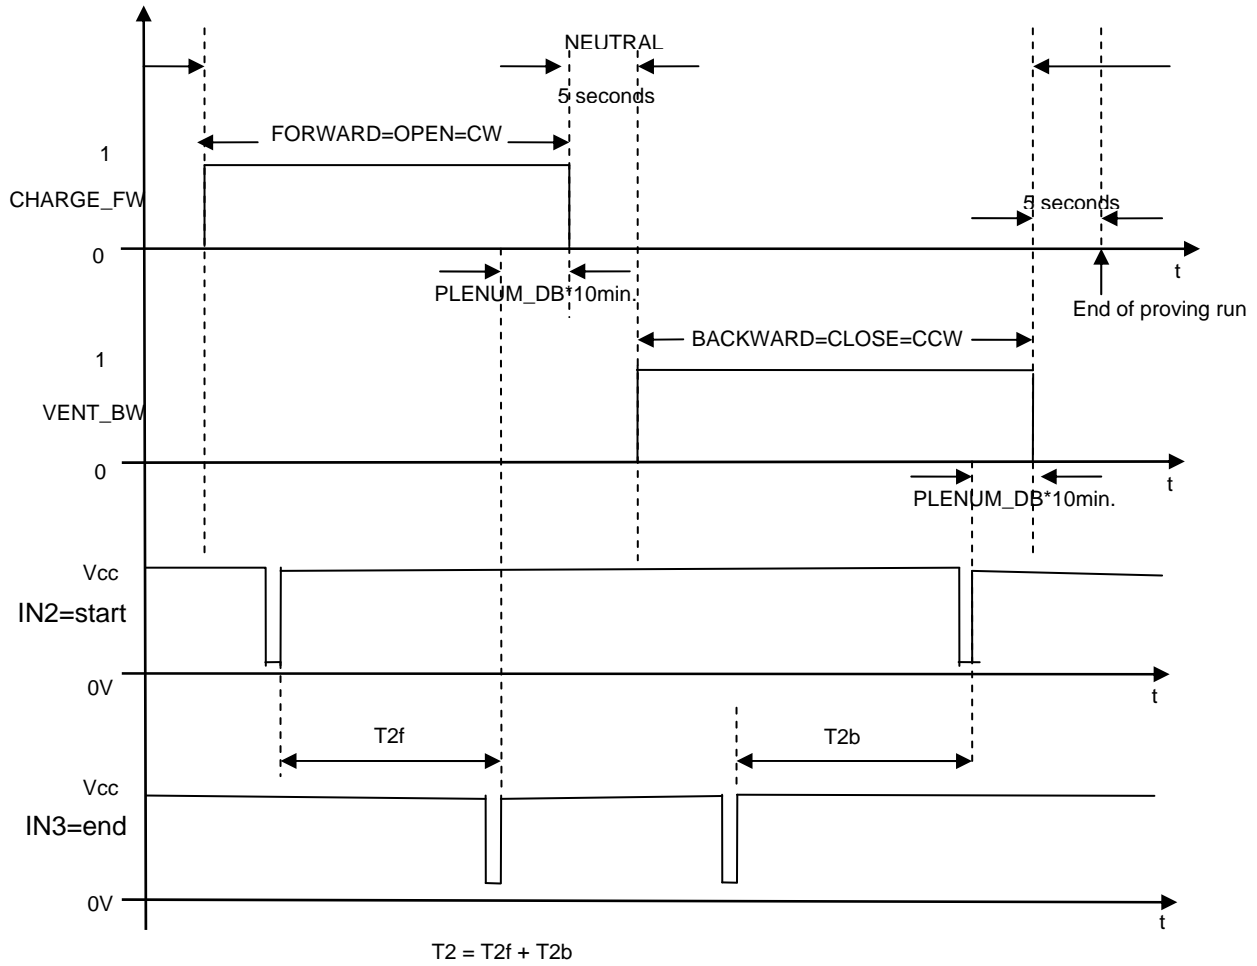 NEUTRAL
5 seconds
FORWARD=OPEN=CW
1
CHARGE_FW
5 seconds
0
t
PLENUM_DB*10min.
End of proving run
BACKWARD=CLOSE=CCW
1
VENT_BW
0
t
PLENUM_DB*10min.
Vcc
IN2=start
0V
t
T2f
T2b
Vcc
IN3=end
0V
t
T2 = T2f + T2b